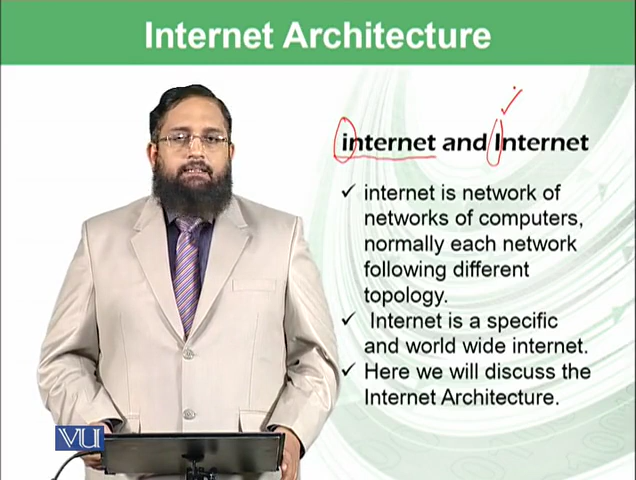 Internet Architecture
internet and Internet
✓ internet is network of
networks of computers,
normally each network
following different
topology.
✓ Internet is a specific
and world wide internet.
✓ Here we will discuss the
Internet Architecture.
VU